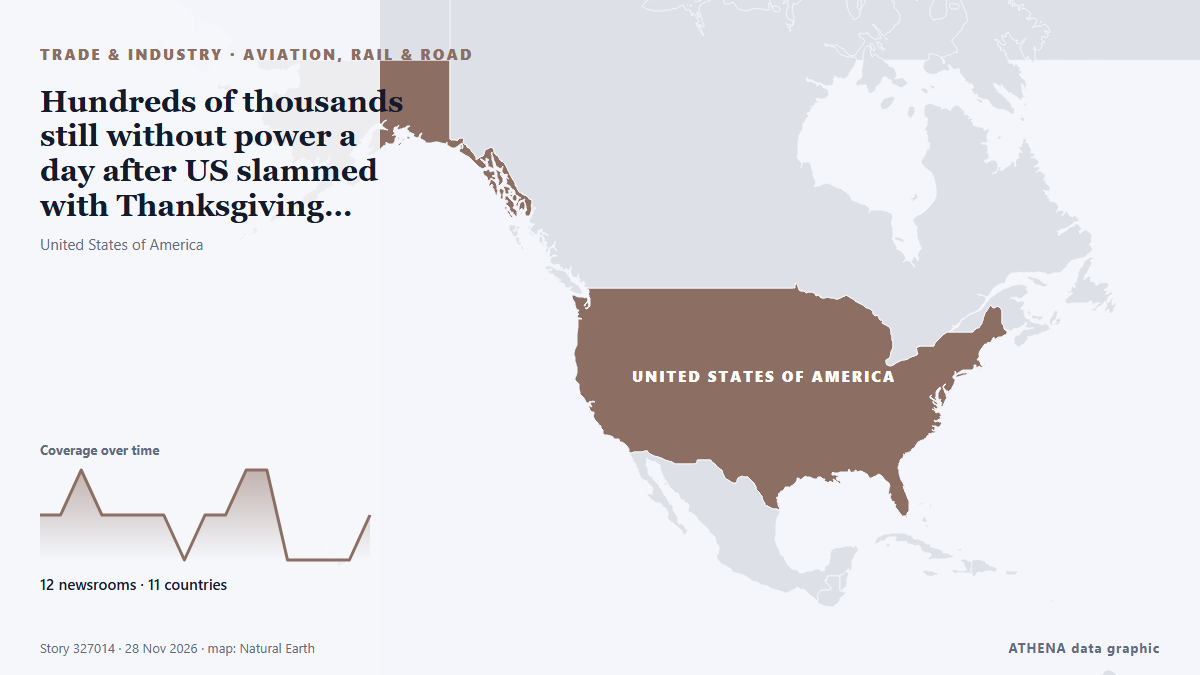 TRADE & INDUSTRY · AVIATION, RAIL & ROAD
Hundreds of thousands
still without power a
day after US slammed
with Thanksgiving...
United States of America
UNITED STATES OF AMERICA
Coverage over time
12 newsrooms · 11 countries
Story 327014 · 28 Nov 2026 · map: Natural Earth
ATHENA data graphic